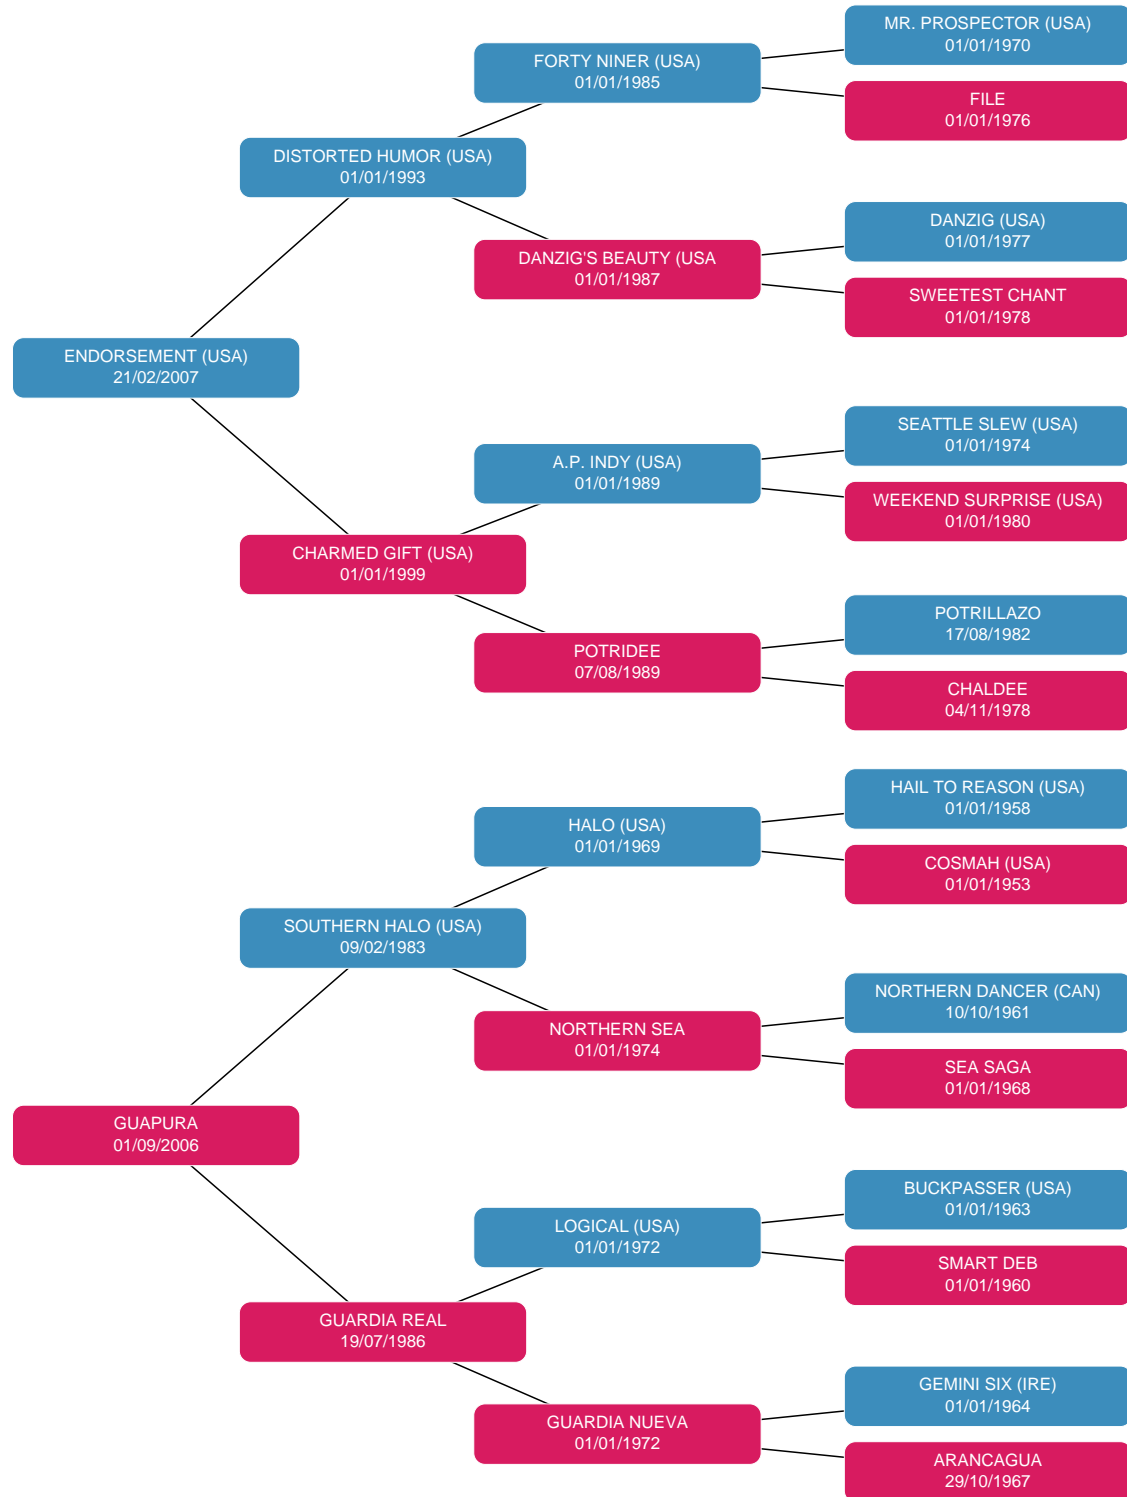 MR. PROSPECTOR (USA)
01/01/1970
FORTY NINER (USA)
01/01/1985
FILE
01/01/1976
DISTORTED HUMOR (USA)
01/01/1993
DANZIG (USA)
01/01/1977
DANZIG'S BEAUTY (USA
01/01/1987
SWEETEST CHANT
01/01/1978
ENDORSEMENT (USA)
21/02/2007
SEATTLE SLEW (USA)
01/01/1974
A.P. INDY (USA)
01/01/1989
WEEKEND SURPRISE (USA)
01/01/1980
CHARMED GIFT (USA)
01/01/1999
POTRILLAZO
17/08/1982
POTRIDEE
07/08/1989
CHALDEE
04/11/1978
HAIL TO REASON (USA)
01/01/1958
HALO (USA)
01/01/1969
COSMAH (USA)
01/01/1953
SOUTHERN HALO (USA)
09/02/1983
NORTHERN DANCER (CAN)
10/10/1961
NORTHERN SEA
01/01/1974
SEA SAGA
01/01/1968
GUAPURA
01/09/2006
BUCKPASSER (USA)
01/01/1963
LOGICAL (USA)
01/01/1972
SMART DEB
01/01/1960
GUARDIA REAL
19/07/1986
GEMINI SIX (IRE)
01/01/1964
GUARDIA NUEVA
01/01/1972
ARANCAGUA
29/10/1967